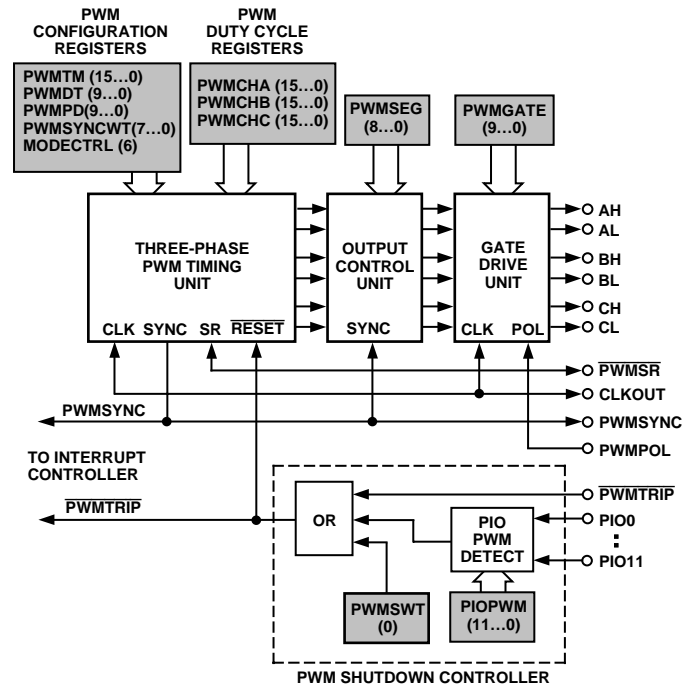 PWM
CONFIGURATION
REGISTERS
PWM
DUTY CYCLE
REGISTERS
PWMTM (15...0)
PWMDT (9...0)
PWMPD(9...0)
PWMSYNCWT(7...0)
MODECTRL (6)
PWMCHA (15...0)
PWMCHB (15...0)
PWMCHC (15...0)
PWMSEG
(8...0)
PWMGATE
(9...0)
THREE-PHASE
PWM TIMING
UNIT
CLK SYNC SR RESET
OUTPUT
CONTROL
UNIT
SYNC
GATE
DRIVE
UNIT
CLK POL
AH
AL
BH
BL
CH
CL
PWMSR
CLKOUT
PWMSYNC
PWMSYNC
PWMPOL
TO INTERRUPT
CONTROLLER
PWMTRIP
PWMTRIP
OR
PIO
PWM
DETECT
PIO0
:
PIO11
PWMSWT
(0)
PIOPWM
(11...0)
PWM SHUTDOWN CONTROLLER